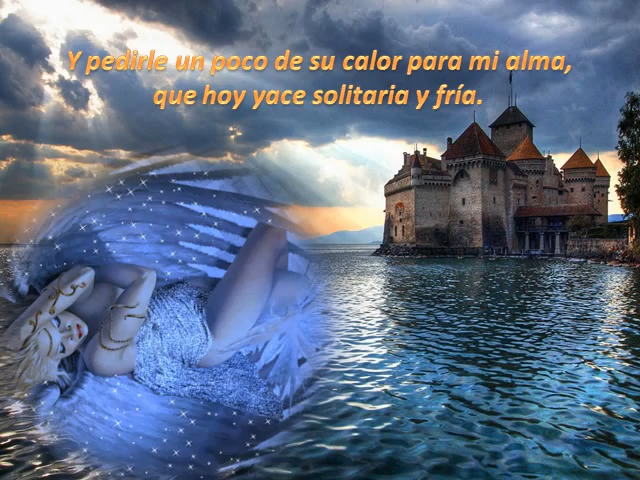 Y pedirle un poco de su calor para mi alma,
que hoy yace solitaria y fría.